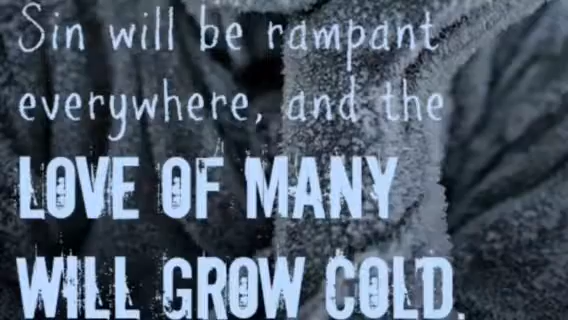 Sin will be rampant
everywhere, and the
LOVE OF MANY
WILL GROW COLD.